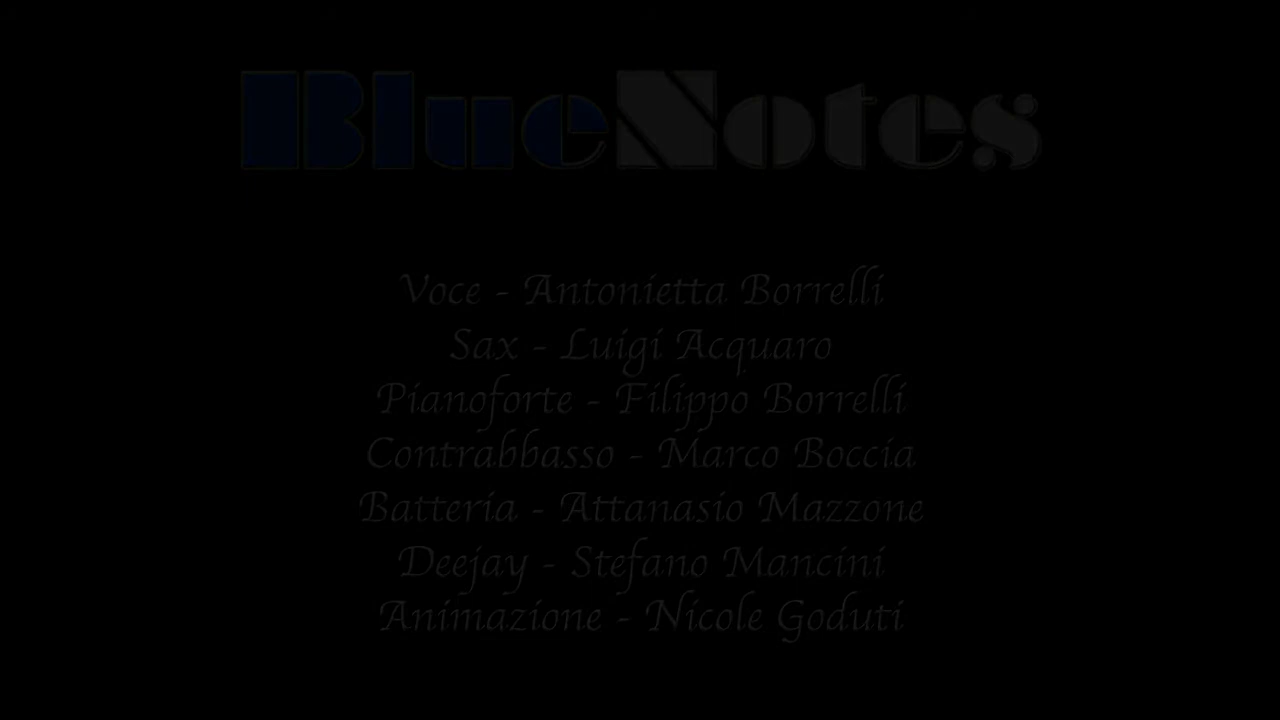 BlueNotes
Voce - Antonietta Borrelli
Sax - Luigi Acquaro
Pianoforte - Filippo Borrelli
Contrabbasso - Marco Boccia
Batteria - Attanasio Mazzone
Deejay - Stefano Mancini
Animazione - Nicole Goduti